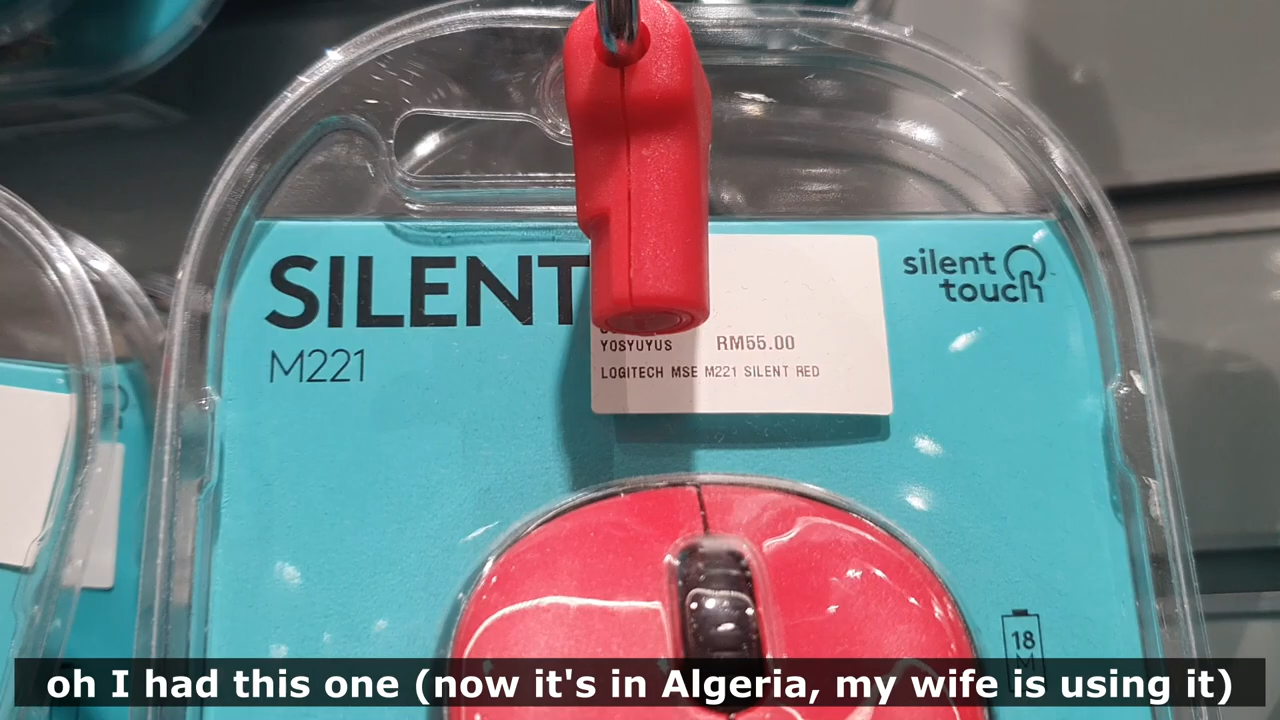 SILENT
M221
silent
touch
YOSYUYUS RM55.00
LOGITECH MSE M221 SILENT RED
18
M
oh I had this one (now it's in Algeria, my wife is using it)